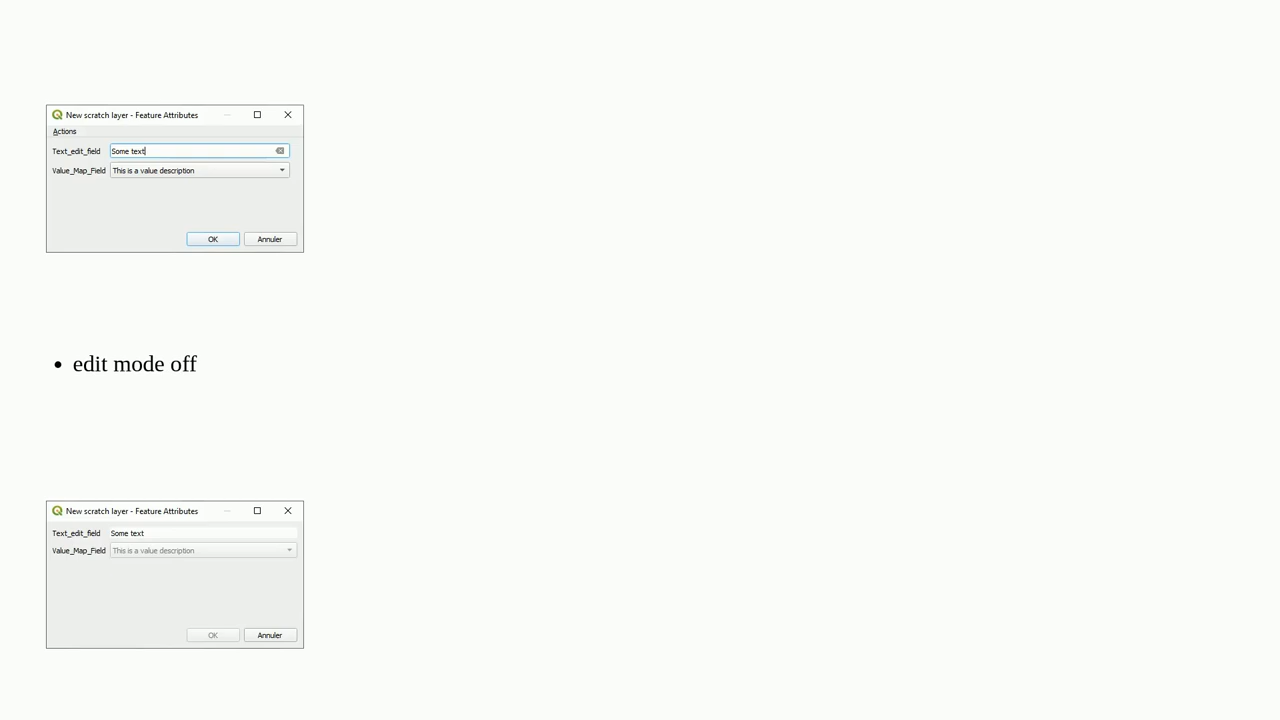 New scratch layer - Feature Attributes
Actions
Text_edit_field Some text
Value_Map_Field This is a value description
OK Annuler
• edit mode off
New scratch layer - Feature Attributes
Text_edit_field Some text
Value_Map_Field This is a value description
OK Annuler